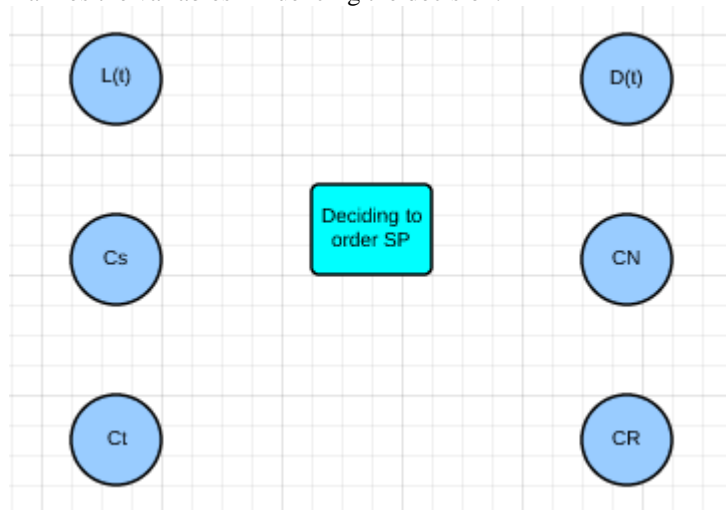 L(t)
D(t)
Deciding to
order SP
Cs
CN
Ct
CR